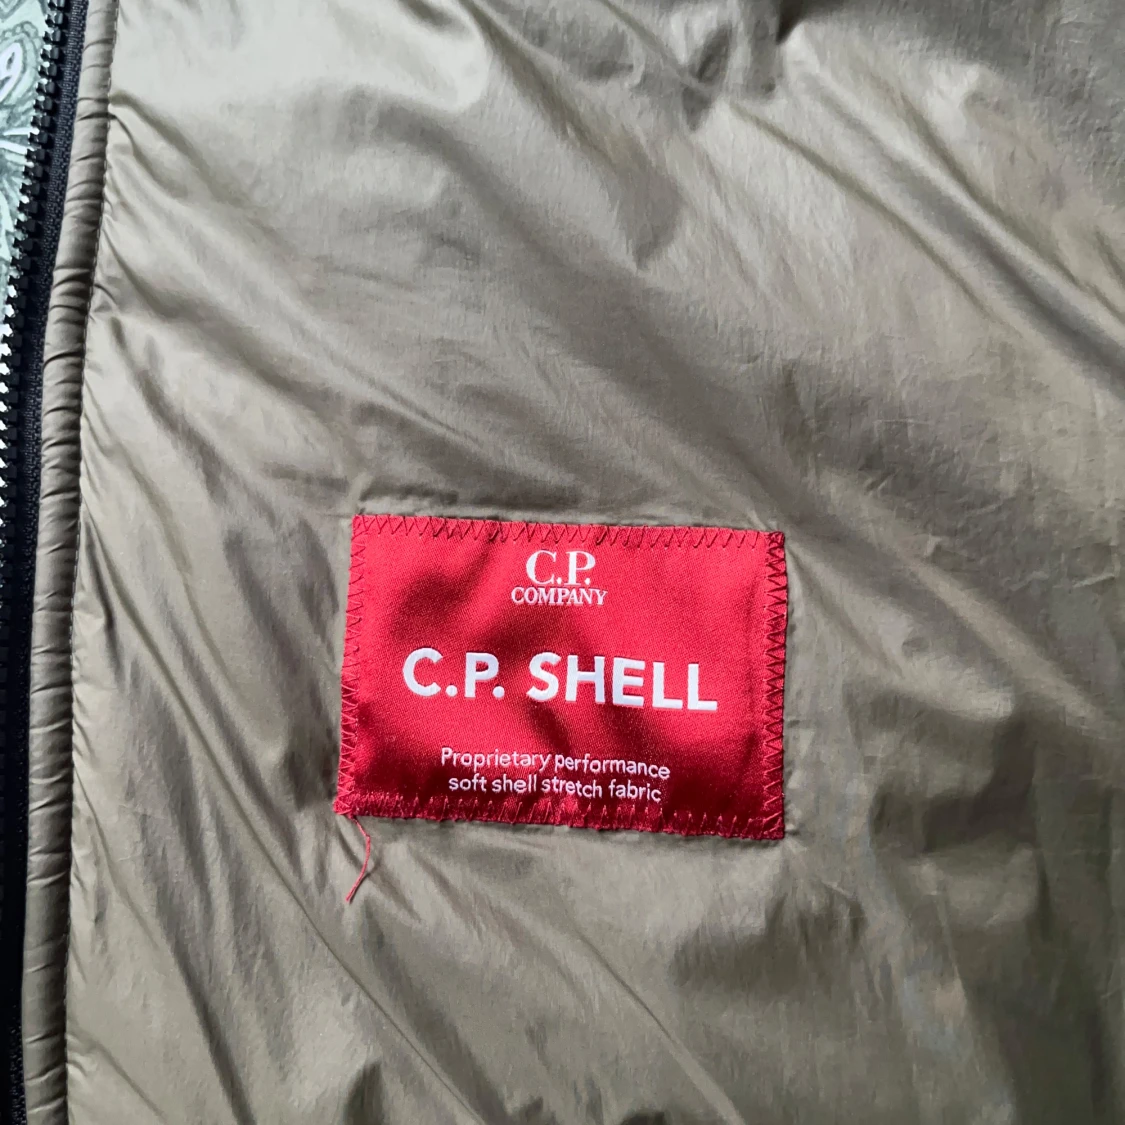 C.P.
COMPANY
C.P. SHELL
Proprietary performance
soft shell stretch fabric